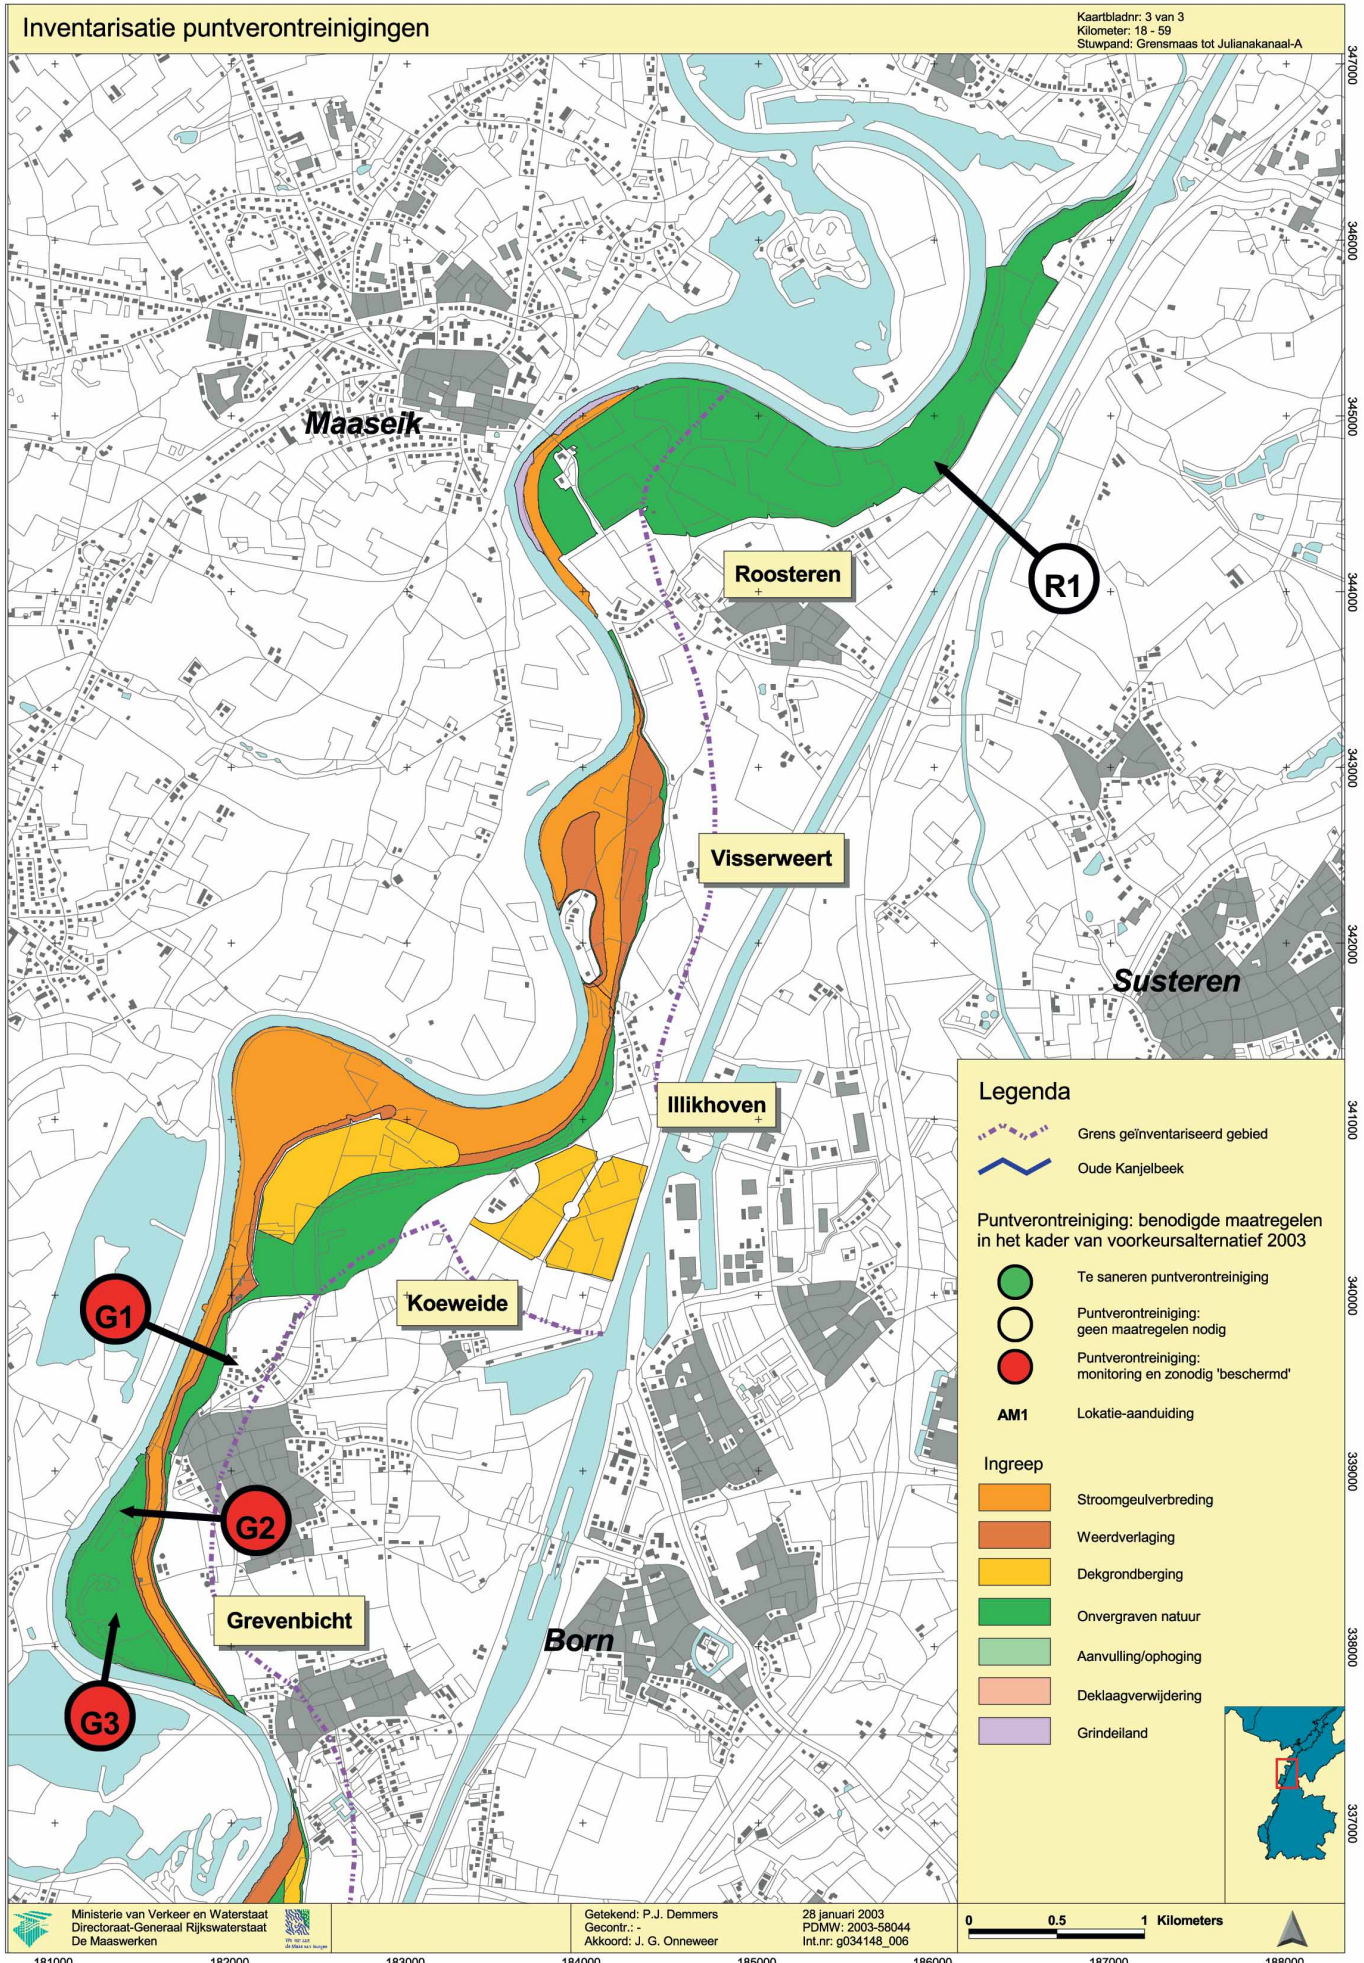 Inventarisatie puntverontreinigingen
Kaartbladnr: 3 van 3
Kilometer: 18 - 59
Stuwpand: Grensmaas tot Julianakanaal-A
347000
346000
345000
344000
343000
342000
341000
340000
339000
338000
337000
Maaseik
Roosteren
R1
Visserweert
Susteren
Illikhoven
Koeweide
G1
G2
Grevenbicht
Born
G3
Legenda
Grens geïnventariseerd gebied
Oude Kanjelbeek
Puntverontreiniging: benodigde maatregelen
in het kader van voorkeursalternatief 2003
Te saneren puntverontreiniging
Puntverontreiniging:
geen maatregelen nodig
Puntverontreiniging:
monitoring en zonodig 'beschermd'
AM1 Lokatie-aanduiding
Ingreep
Stroomgeulverbreding
Weerdverlaging
Dekgrondberging
Onvergraven natuur
Aanvulling/ophoging
Deklaagverwijdering
Grindeiland
Ministerie van Verkeer en Waterstaat
Directoraat-Generaal Rijkswaterstaat
De Maaswerken
Getekend: P.J. Demmers
Gecontr.: -
Akkoord: J. G. Onneweer
28 januari 2003
PDMW: 2003-58044
Int.nr: g034148_006
0 0.5 1 Kilometers
181000 182000 183000 184000 185000 186000 187000 188000